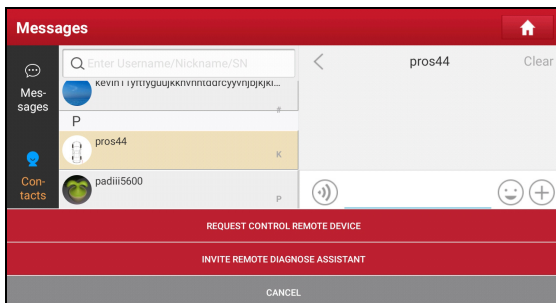 Messages
Enter Username/Nickname/SN
pros44
Clear
Mes-
sages
#
P
pros44
K
Con-
tacts
padiii5600
P
REQUEST CONTROL REMOTE DEVICE
INVITE REMOTE DIAGNOSE ASSISTANT
CANCEL